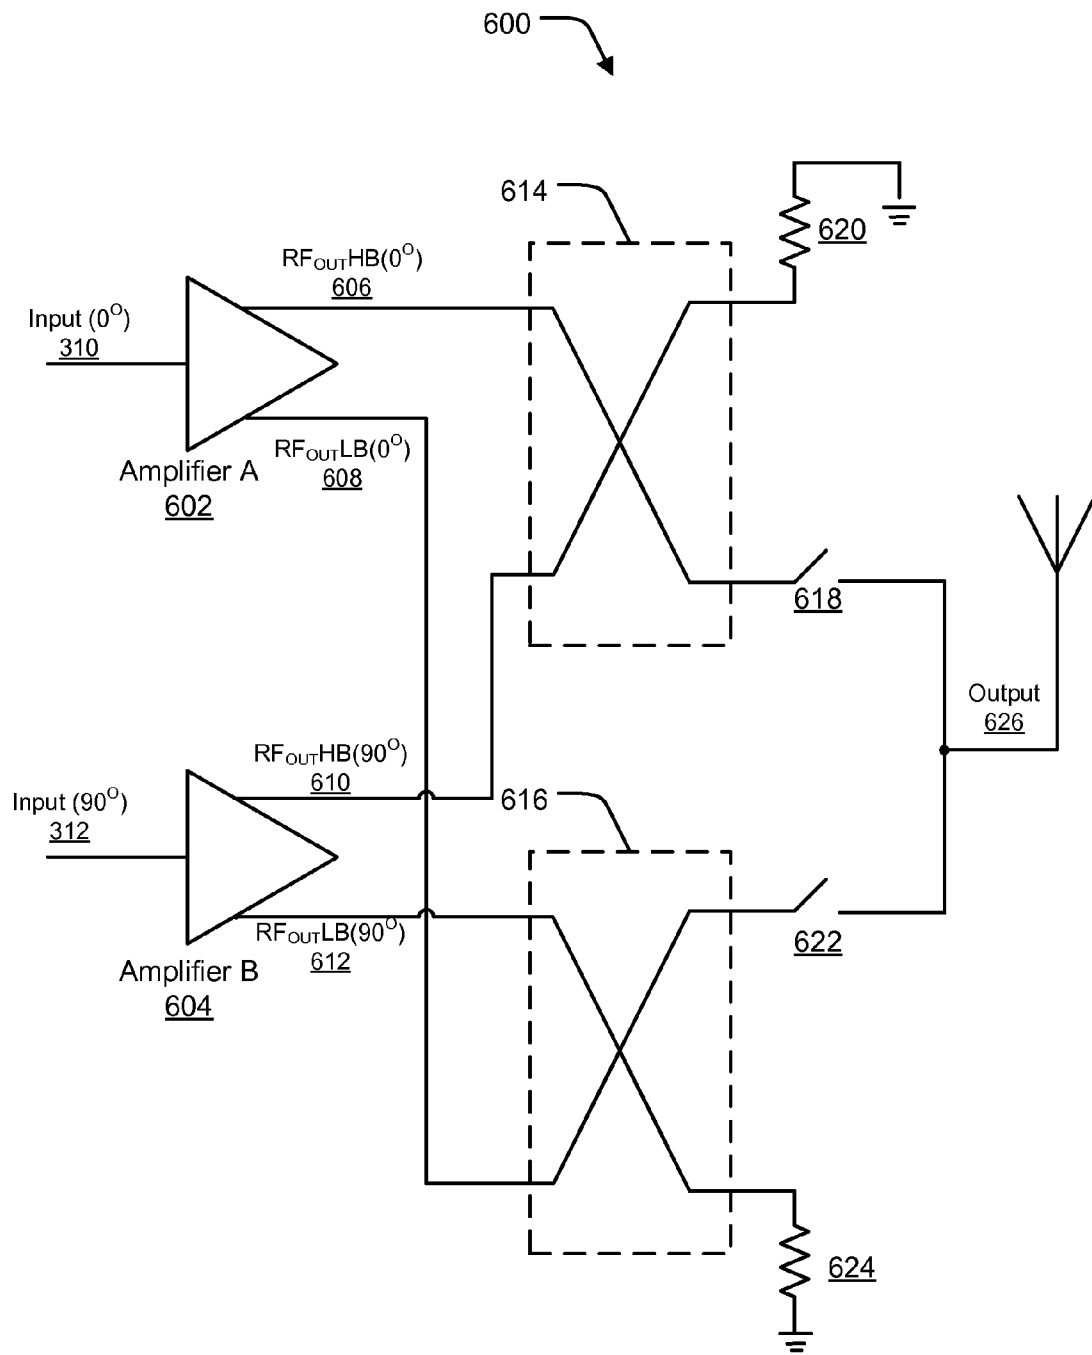 600
614
620
RFOUTHB(0O)
606
Input (0O)
310
RFOUTLB(0O)
608
Amplifier A
602
618
Output
626
RFOUTHB(90O)
610
616
Input (90O)
312
RFOUTLB(90O)
612
622
Amplifier B
604
624